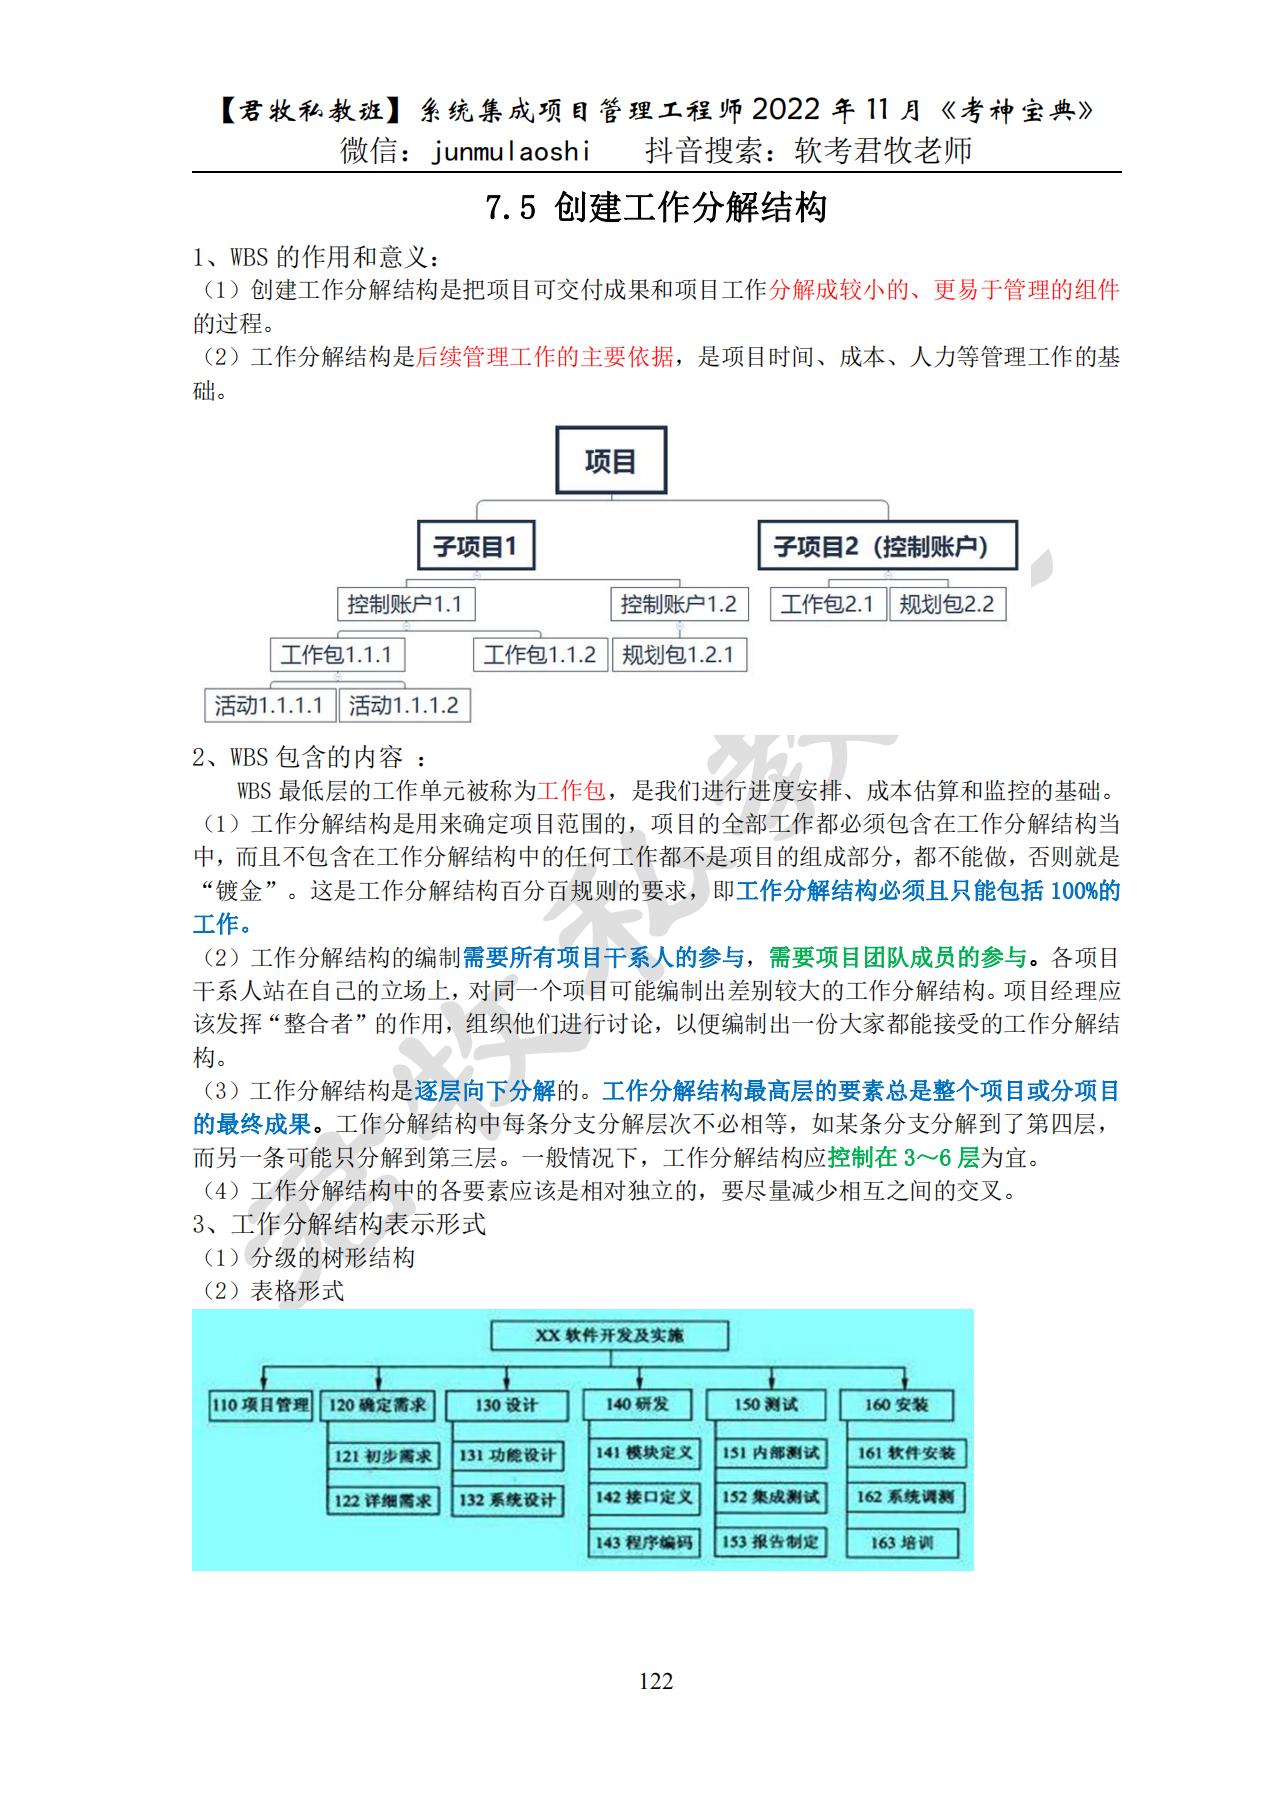 【君牧私教班】系统集成项目管理工程师 2022 年 11 月《考神宝典》
微信：junmulaoshi 抖音搜索：软考君牧老师
7.5 创建工作分解结构
1、WBS 的作用和意义：
（1）创建工作分解结构是把项目可交付成果和项目工作分解成较小的、更易于管理的组件
的过程。
（2）工作分解结构是后续管理工作的主要依据，是项目时间、成本、人力等管理工作的基
础。
项目
子项目1 子项目2（控制账户）
控制账户1.1 控制账户1.2 工作包2.1 规划包2.2
工作包1.1.1 工作包1.1.2 规划包1.2.1
活动1.1.1.1 活动1.1.1.2
2、WBS 包含的内容 ：
WBS 最低层的工作单元被称为工作包，是我们进行进度安排、成本估算和监控的基础。
（1）工作分解结构是用来确定项目范围的，项目的全部工作都必须包含在工作分解结构当
中，而且不包含在工作分解结构中的任何工作都不是项目的组成部分，都不能做，否则就是
“镀金”。这是工作分解结构百分百规则的要求，即工作分解结构必须且只能包括 100%的
工作。
（2）工作分解结构的编制需要所有项目干系人的参与，需要项目团队成员的参与。各项目
干系人站在自己的立场上，对同一个项目可能编制出差别较大的工作分解结构。项目经理应
该发挥“整合者”的作用，组织他们进行讨论，以便编制出一份大家都能接受的工作分解结
构。
（3）工作分解结构是逐层向下分解的。工作分解结构最高层的要素总是整个项目或分项目
的最终成果。工作分解结构中每条分支分解层次不必相等，如某条分支分解到了第四层，
而另一条可能只分解到第三层。一般情况下，工作分解结构应控制在 3～6 层为宜。
（4）工作分解结构中的各要素应该是相对独立的，要尽量减少相互之间的交叉。
3、工作分解结构表示形式
（1）分级的树形结构
（2）表格形式
XX 软件开发及实施
110 项目管理 120 确定需求 130 设计 140 研发 150 测试 160 安装
121 初步需求 131 功能设计 141 模块定义 151 内部测试 161 软件安装
122 详细需求 132 系统设计 142 接口定义 152 集成测试 162 系统调测
143 程序编码 153 报告制定 163 培训
122
君牧私教